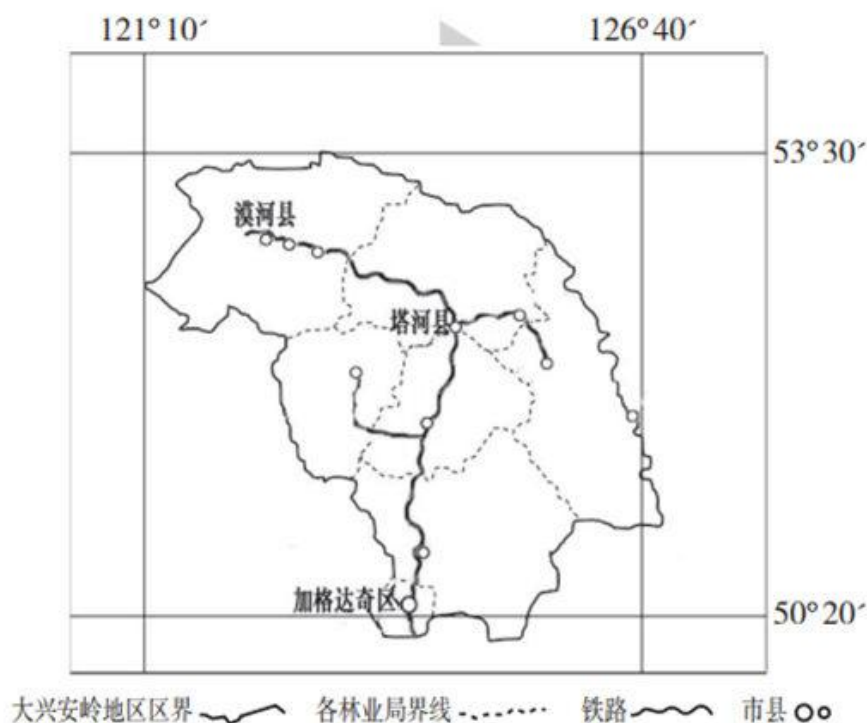 121°10′ 126°40′
53°30′
漠河县
塔河县
加格达奇区
50°20′
大兴安岭地区区界 各林业局界线 铁路 市县